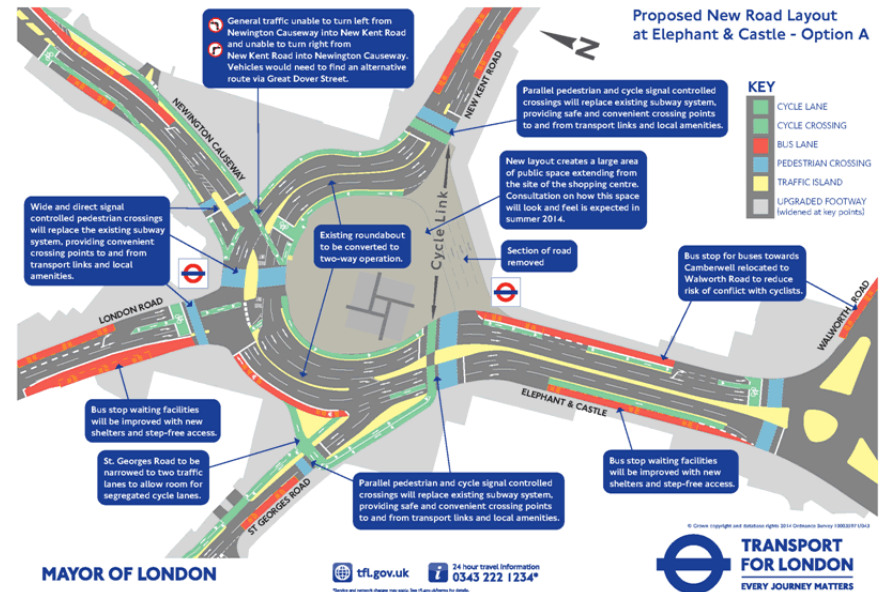 General traffic unable to turn left from
Newington Causeway into New Kent Road
and unable to turn right from
New Kent Road into Newington Causeway.
Vehicles would need to find an alternative
route via Great Dover Street.
Proposed New Road Layout
at Elephant & Castle - Option A
N
NEW KENT ROAD
NEWINGTON CAUSEWAY
Parallel pedestrian and cycle signal controlled
crossings will replace existing subway system,
providing safe and convenient crossing points
to and from transport links and local amenities.
KEY
CYCLE LANE
CYCLE CROSSING
BUS LANE
PEDESTRIAN CROSSING
TRAFFIC ISLAND
UPGRADED FOOTWAY
(widened at key points)
New layout creates a large area
of public space extending from
the site of the shopping centre.
Consultation on how this space
will look and feel is expected in
summer 2014.
Wide and direct signal
controlled pedestrian crossings
will replace the existing subway
system, providing convenient
crossing points to and from
transport links and local
amenities.
Existing roundabout
to be converted to
two-way operation.
Cycle Link
Section of road
removed
Bus stop for buses towards
Camberwell relocated to
Walworth Road to reduce
risk of conflict with cyclists.
WALWORTH ROAD
LONDON ROAD
ELEPHANT & CASTLE
Bus stop waiting facilities
will be improved with new
shelters and step-free access.
St. Georges Road to be
narrowed to two traffic
lanes to allow room for
segregated cycle lanes.
ST GEORGES ROAD
Parallel pedestrian and cycle signal controlled
crossings will replace existing subway system,
providing safe and convenient crossing points
to and from transport links and local amenities.
Bus stop waiting facilities
will be improved with new
shelters and step-free access.
© Crown copyright and database rights 2014 Ordnance Survey
MAYOR OF LONDON
tfl.gov.uk
24 hour travel information
0343 222 1234*
TRANSPORT
FOR LONDON
EVERY JOURNEY MATTERS